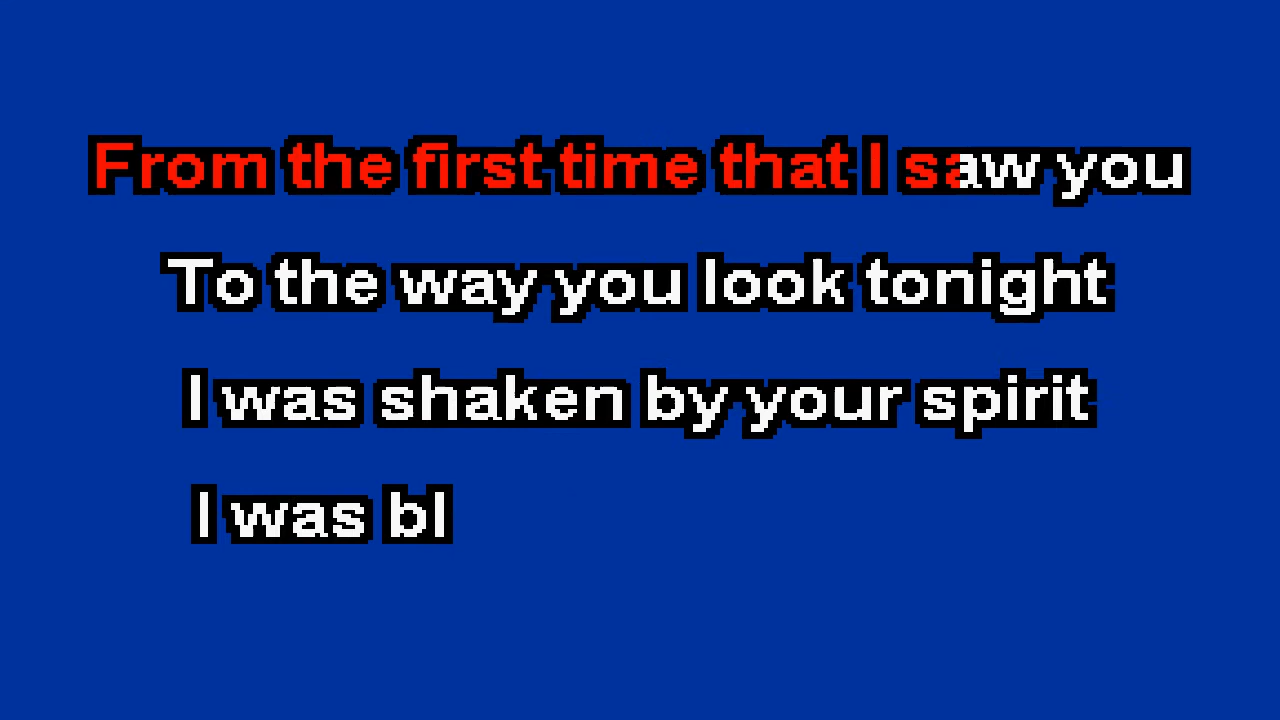 From the first time that I saw you
To the way you look tonight
I was shaken by your spirit
I was bl